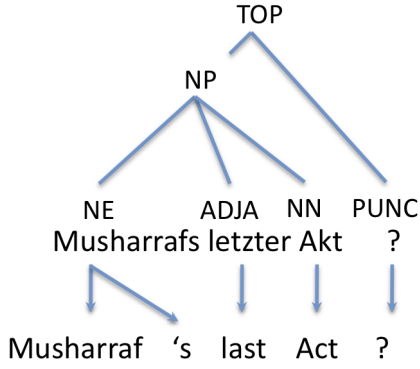 TOP
NP
NE ADJA NN PUNC
Musharrafs letzter Akt ?
Musharraf ‘s last Act ?